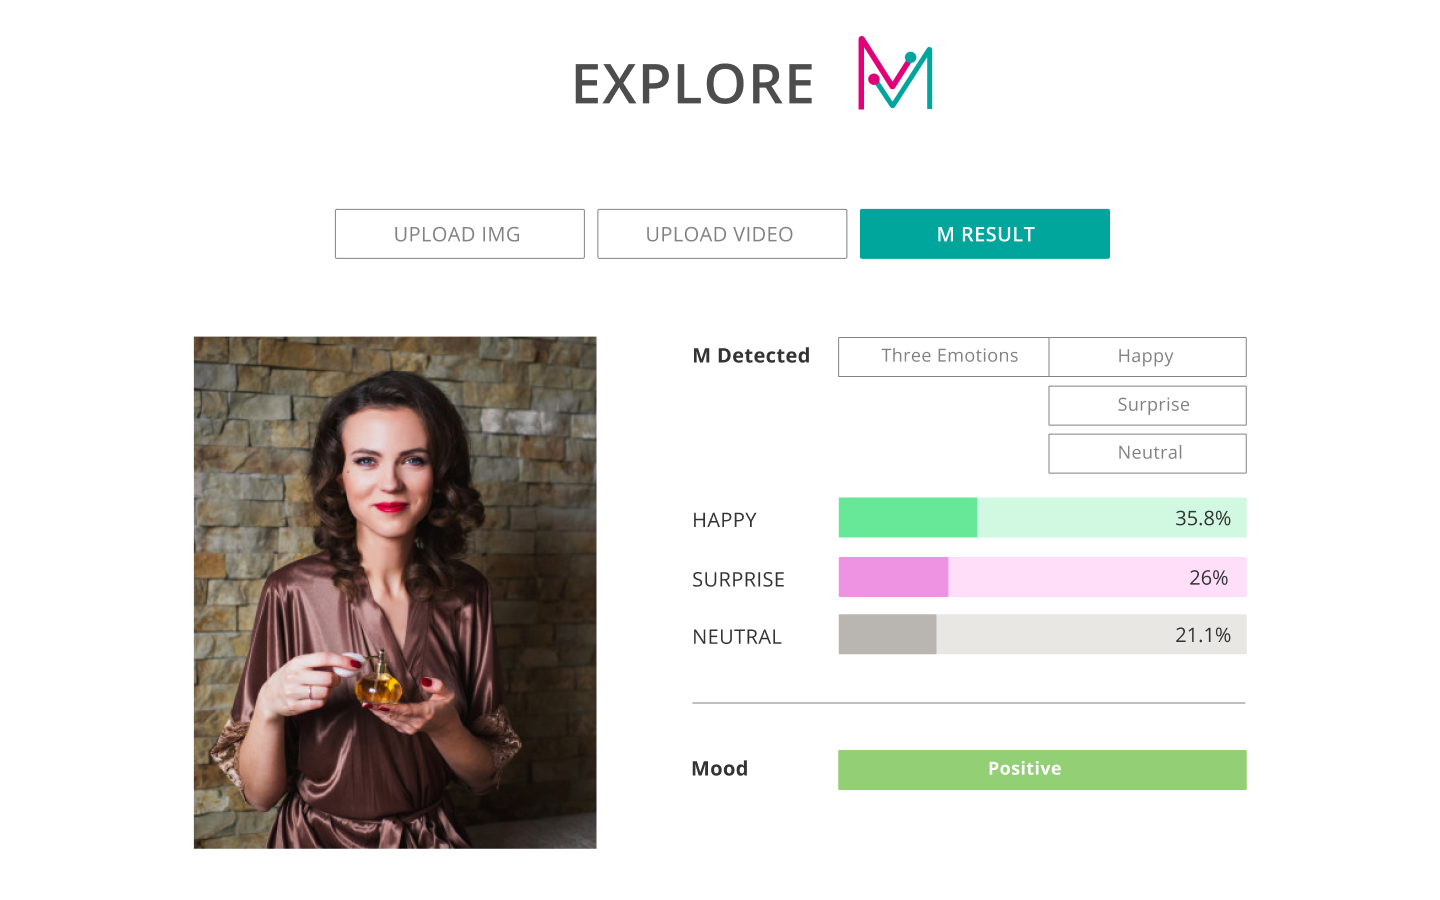 EXPLORE
UPLOAD IMG
UPLOAD VIDEO
M RESULT
M Detected
Three Emotions
Happy
Surprise
Neutral
HAPPY
35.8%
SURPRISE
26%
NEUTRAL
21.1%
Mood
Positive